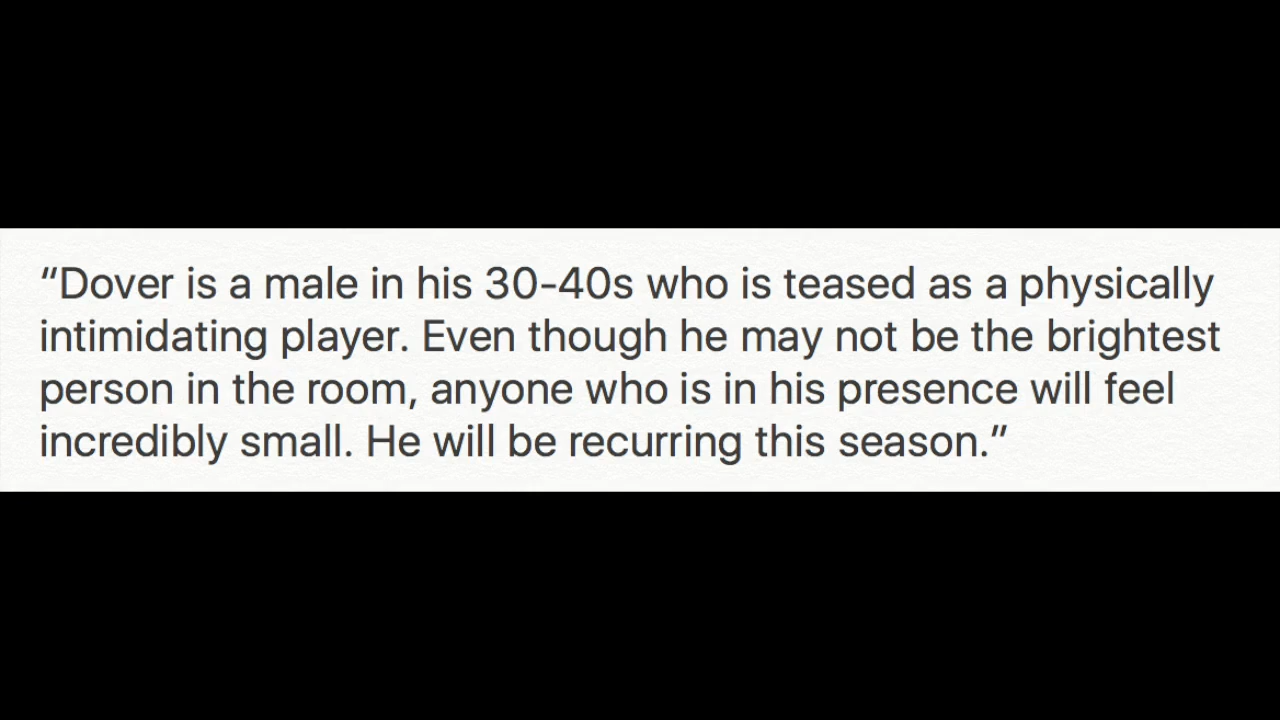 “Dover is a male in his 30-40s who is teased as a physically
intimidating player. Even though he may not be the brightest
person in the room, anyone who is in his presence will feel
incredibly small. He will be recurring this season.”